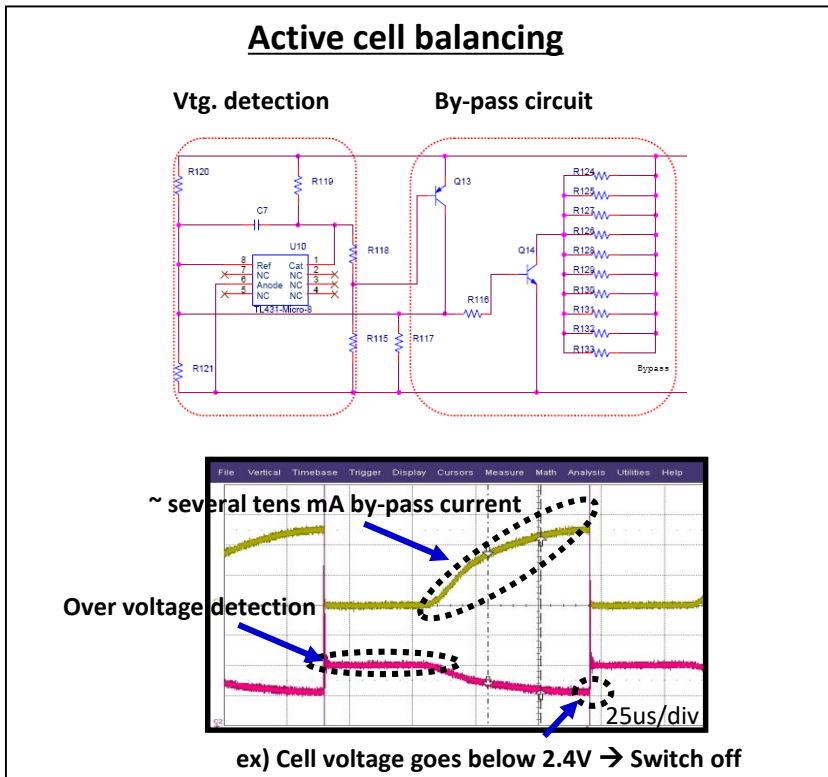 Active cell balancing
Vtg. detection
By-pass circuit
R120
R119
C7
U10
8 Ref Cat 1
7 NC NC 2
6 Anode NC 3
5 NC NC 4
TL431-Micro-8
R118
R121
R115
R117
Q13
Q14
R116
R124
R125
R127
R126
R128
R129
R130
R131
R132
R133
Bypass
File Vertical Timebase Trigger Display Cursors Measure Math Analysis Utilities Help
~ several tens mA by-pass current
Over voltage detection
C2
25us/div
ex) Cell voltage goes below 2.4V → Switch off